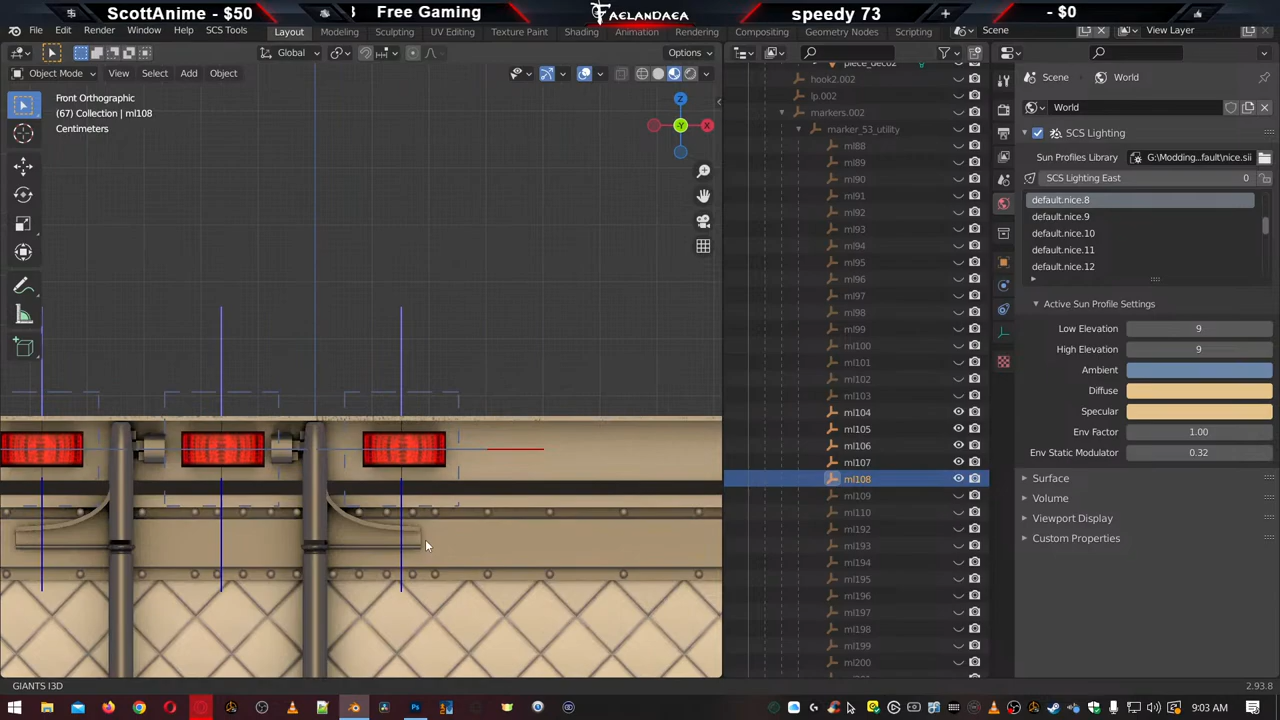 ScottAnime - $50
3 Free Gaming
FAELANDAEA
speedy 73
- $0
File Edit Render Window Help SCS Tools
Layout Modeling Sculpting UV Editing Texture Paint Shading Animation Rendering Compositing Geometry Nodes Scripting
Scene
View Layer
Global
Options
Object Mode View Select Add Object
Front Orthographic
(67) Collection | ml108
Centimeters
Z
-Y
X
piece_deco2
hook2.002
lp.002
markers.002
marker_53_utility
ml88
ml89
ml90
ml91
ml92
ml93
ml94
ml95
ml96
ml97
ml98
ml99
ml100
ml101
ml102
ml103
ml104
ml105
ml106
ml107
ml108
ml109
ml110
ml192
ml193
ml194
ml195
ml196
ml197
ml198
ml199
ml200
Scene World
World
SCS Lighting
Sun Profiles Library G:\Modding...fault\nice.sii
SCS Lighting East 0
default.nice.8
default.nice.9
default.nice.10
default.nice.11
default.nice.12
Active Sun Profile Settings
Low Elevation 9
High Elevation 9
Ambient
Diffuse
Specular
Env Factor 1.00
Env Static Modulator 0.32
Surface
Volume
Viewport Display
Custom Properties
GIANTS I3D
2.93.8
9:03 AM